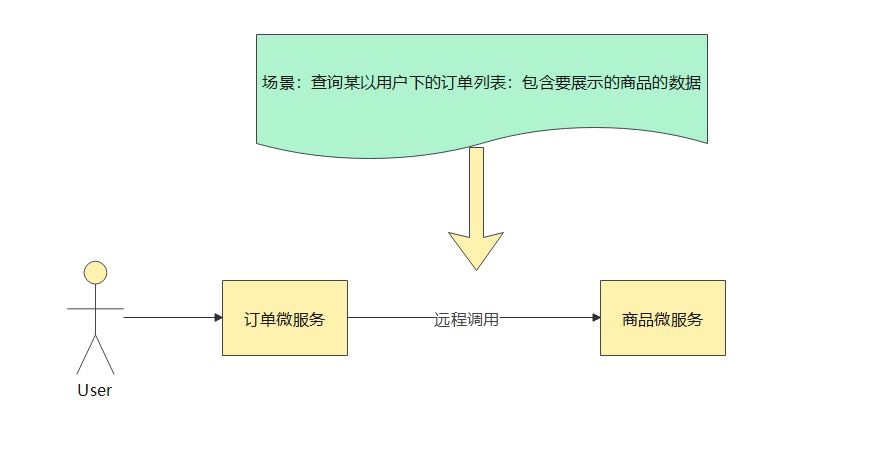 场景：查询某以用户下的订单列表：包含要展示的商品的数据
订单微服务
远程调用
商品微服务
User